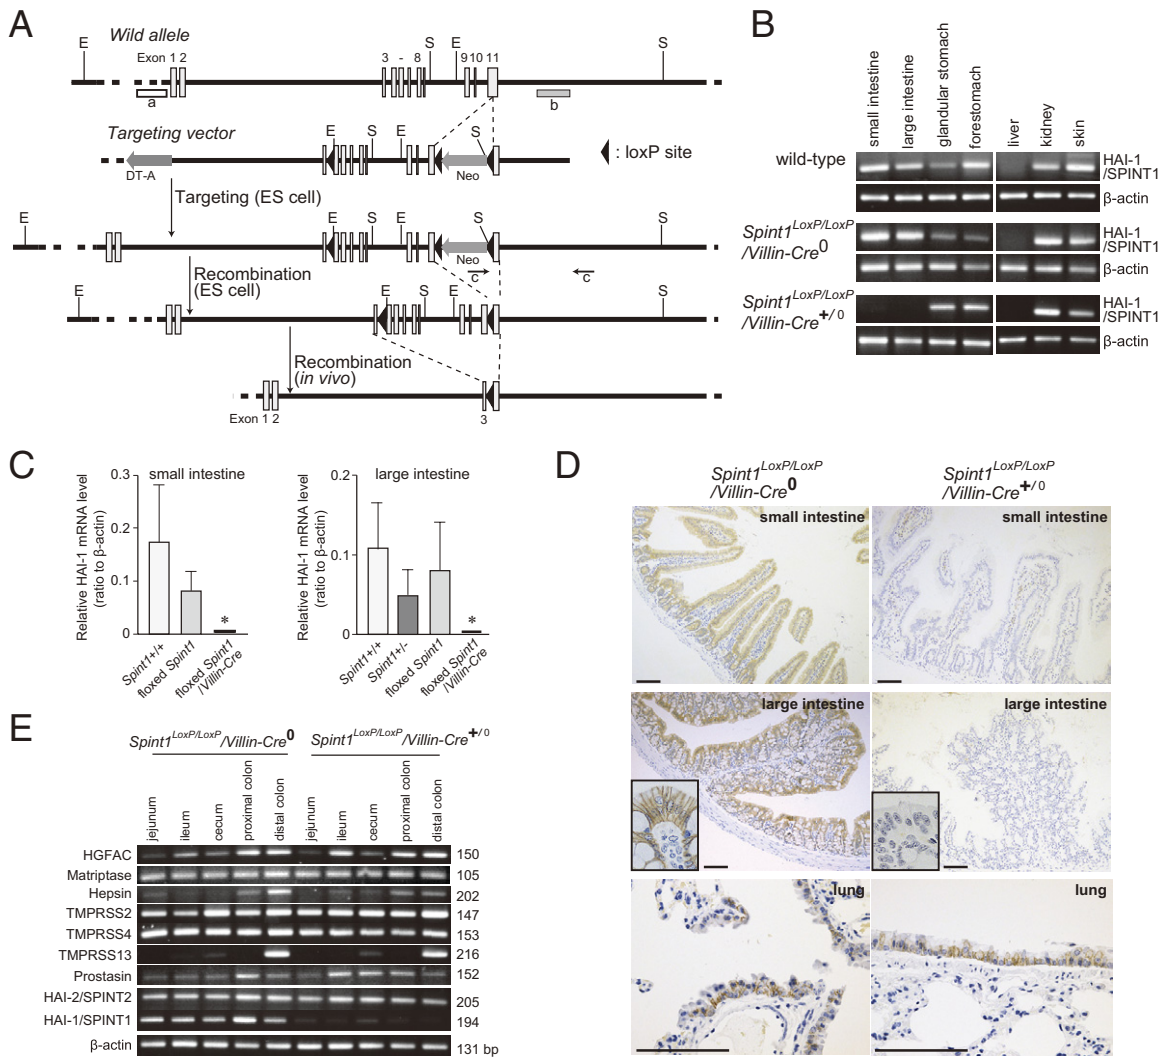 A
E
Wild allele
Exon 1 2
3 - 8
S
E
9 10 11
S
a
b
Targeting vector
E
S
E
S
: loxP site
DT-A
Neo
Targeting (ES cell)
E
E
S
E
S
S
Neo
c
c
Recombination
(ES cell)
E
E
S
E
S
Recombination
(in vivo)
Exon 1 2
3
B
small intestine
large intestine
glandular stomach
forestomach
liver
kidney
skin
wild-type
HAI-1
/SPINT1
β-actin
Spint1LoxP/LoxP
/Villin-Cre0
HAI-1
/SPINT1
β-actin
Spint1LoxP/LoxP
/Villin-Cre+/0
HAI-1
/SPINT1
β-actin
C
small intestine
Relative HAI-1 mRNA level
(ratio to β-actin)
0.3
0.2
0.1
0
*
Spint1+/+
floxed Spint1
floxed Spint1
/Villin-Cre
large intestine
Relative HAI-1 mRNA level
(ratio to β-actin)
0.2
0.1
0
*
Spint1+/+
Spint1+/-
floxed Spint1
floxed Spint1
/Villin-Cre
D
Spint1LoxP/LoxP
/Villin-Cre0
Spint1LoxP/LoxP
/Villin-Cre+/0
small intestine
small intestine
large intestine
large intestine
lung
lung
E
Spint1LoxP/LoxP/Villin-Cre0
Spint1LoxP/LoxP/Villin-Cre+/0
jejunum
ileum
cecum
proximal colon
distal colon
jejunum
ileum
cecum
proximal colon
distal colon
HGFAC 150
Matriptase 105
Hepsin 202
TMPRSS2 147
TMPRSS4 153
TMPRSS13 216
Prostasin 152
HAI-2/SPINT2 205
HAI-1/SPINT1 194
β-actin 131 bp